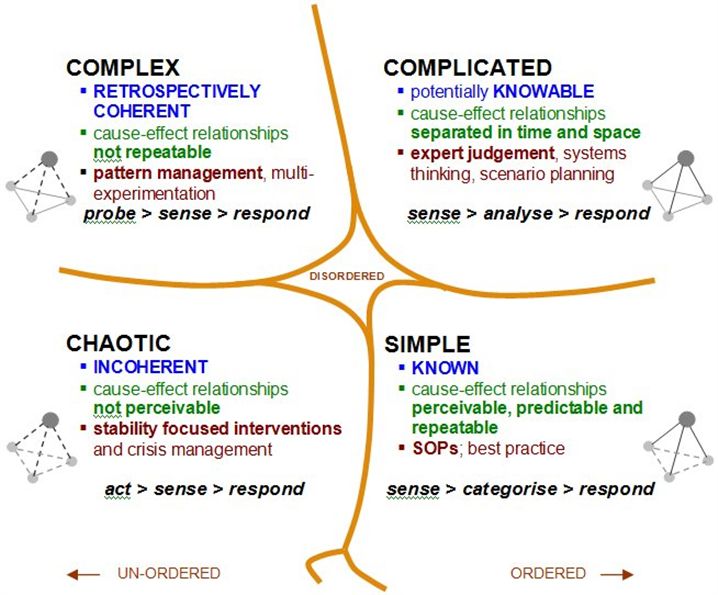 COMPLEX
▪ RETROSPECTIVELY
COHERENT
▪ cause-effect relationships
not repeatable
▪ pattern management, multi-
experimentation
probe > sense > respond
COMPLICATED
▪ potentially KNOWABLE
▪ cause-effect relationships
separated in time and space
▪ expert judgement, systems
thinking, scenario planning
sense > analyse > respond
DISORDERED
CHAOTIC
▪ INCOHERENT
▪ cause-effect relationships
not perceivable
▪ stability focused interventions
and crisis management
act > sense > respond
SIMPLE
▪ KNOWN
▪ cause-effect relationships
perceivable, predictable and
repeatable
▪ SOPs; best practice
sense > categorise > respond
UN-ORDERED
ORDERED